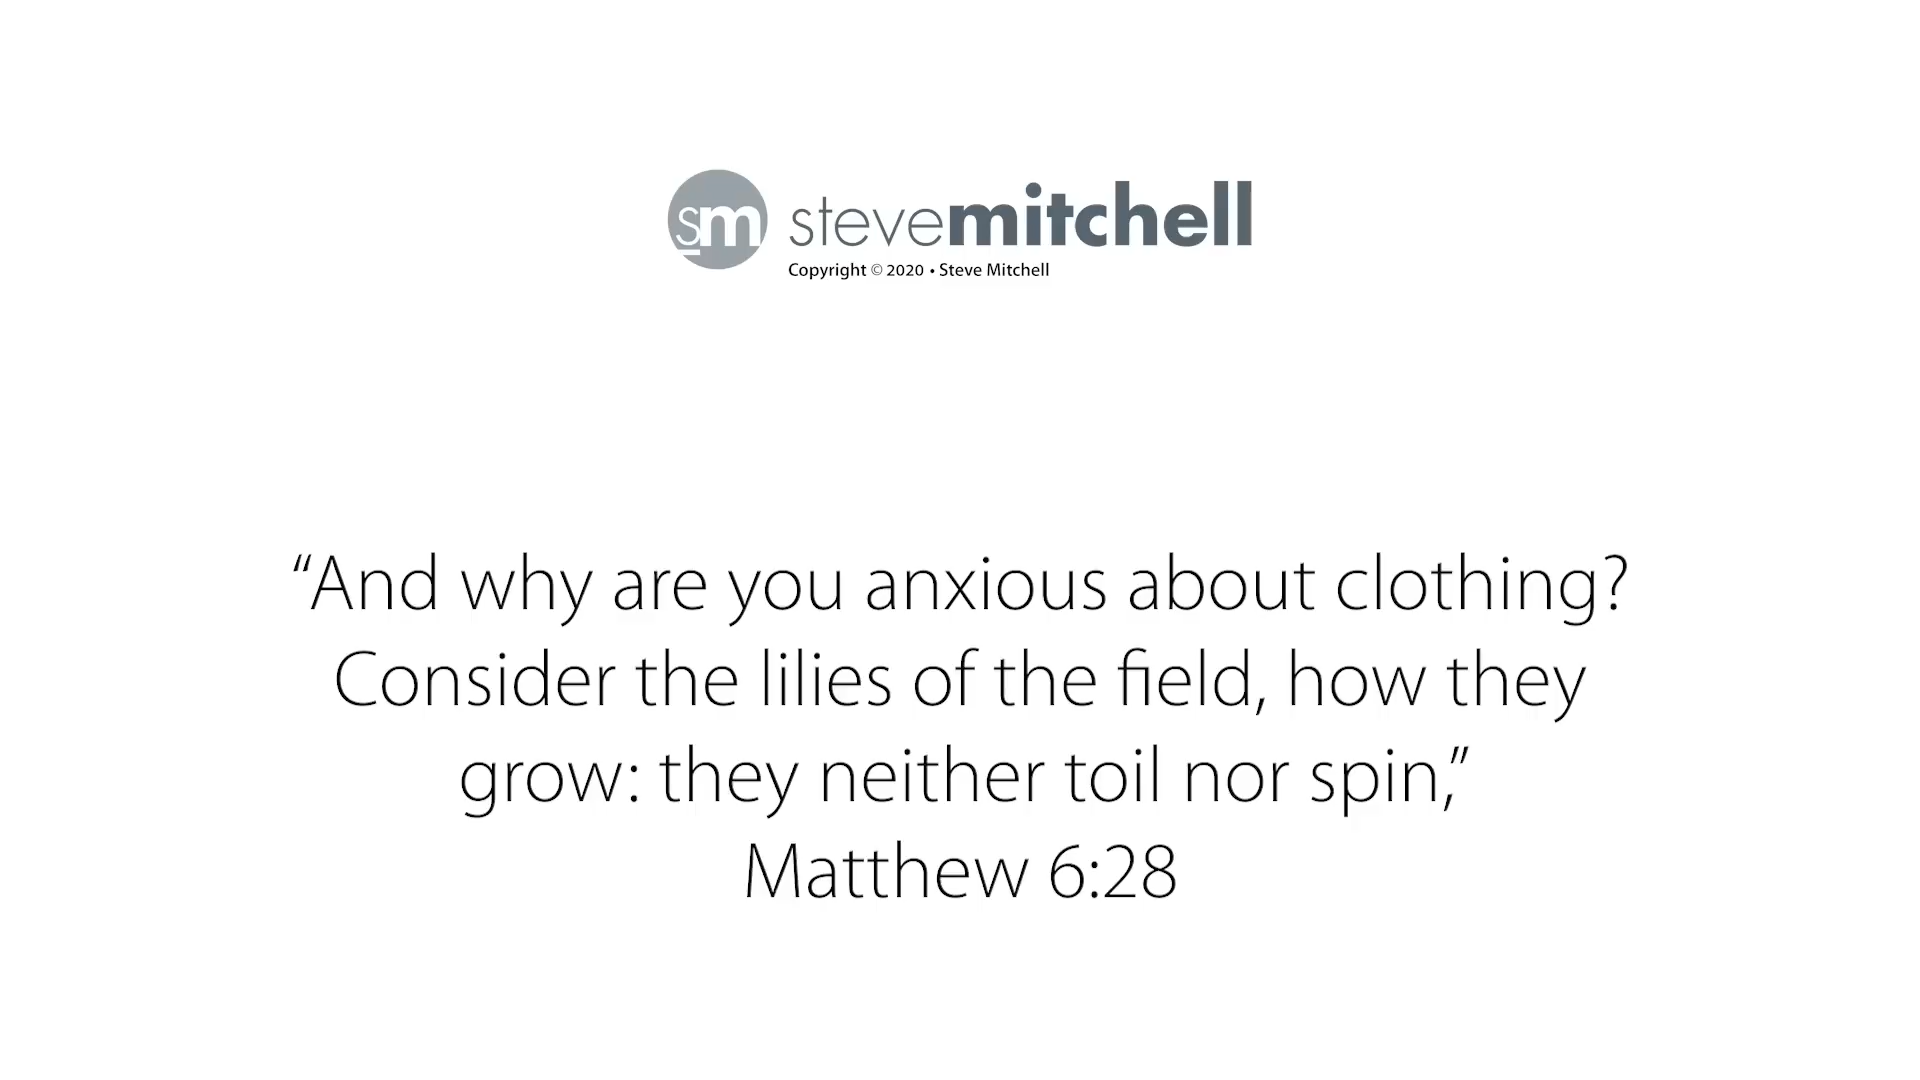 sm stevemitchell
Copyright © 2020 • Steve Mitchell
“And why are you anxious about clothing?
Consider the lilies of the field, how they
grow: they neither toil nor spin,”
Matthew 6:28